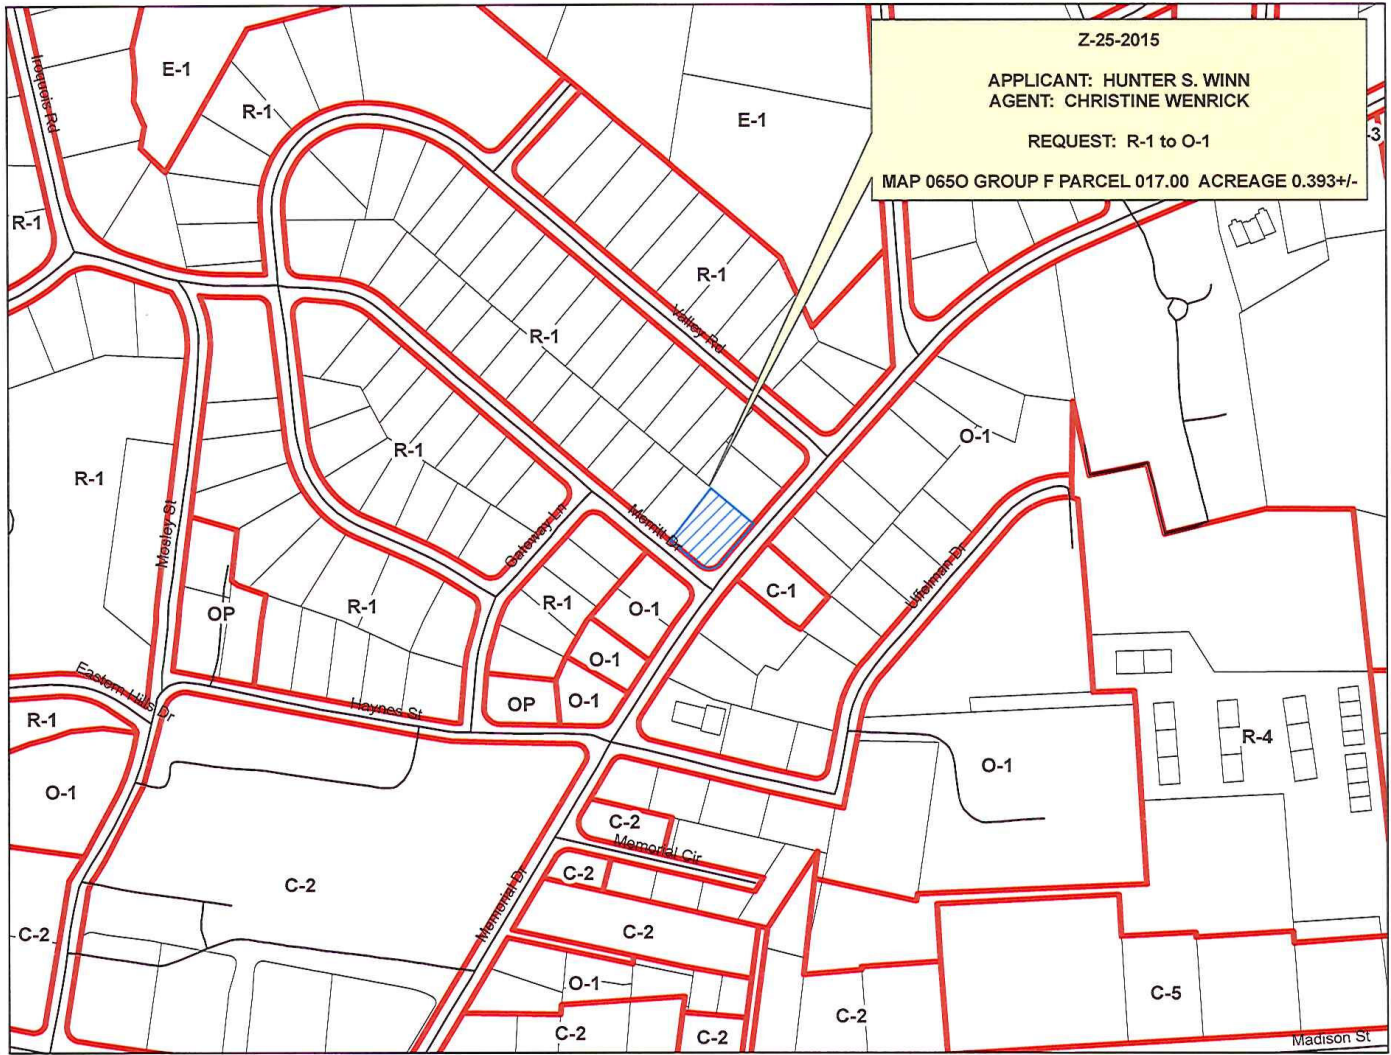 Z-25-2015
APPLICANT: HUNTER S. WINN
AGENT: CHRISTINE WENRICK
REQUEST: R-1 to O-1
MAP 065O GROUP F PARCEL 017.00 ACREAGE 0.393+/-
Iroquois Rd
E-1
R-1
E-1
-3
R-1
R-1
Valley Rd
R-1
R-1
O-1
R-1
Mosley St
Gateway Ln
Merritt Dr
Uffelman Dr
C-1
OP
R-1
R-1
O-1
O-1
Eastern Hills Dr
OP
O-1
Haynes St
R-1
R-4
O-1
O-1
C-2
Memorial Cir
C-2
C-2
Memorial Dr
C-2
C-2
O-1
C-5
C-2
C-2
C-2
Madison St